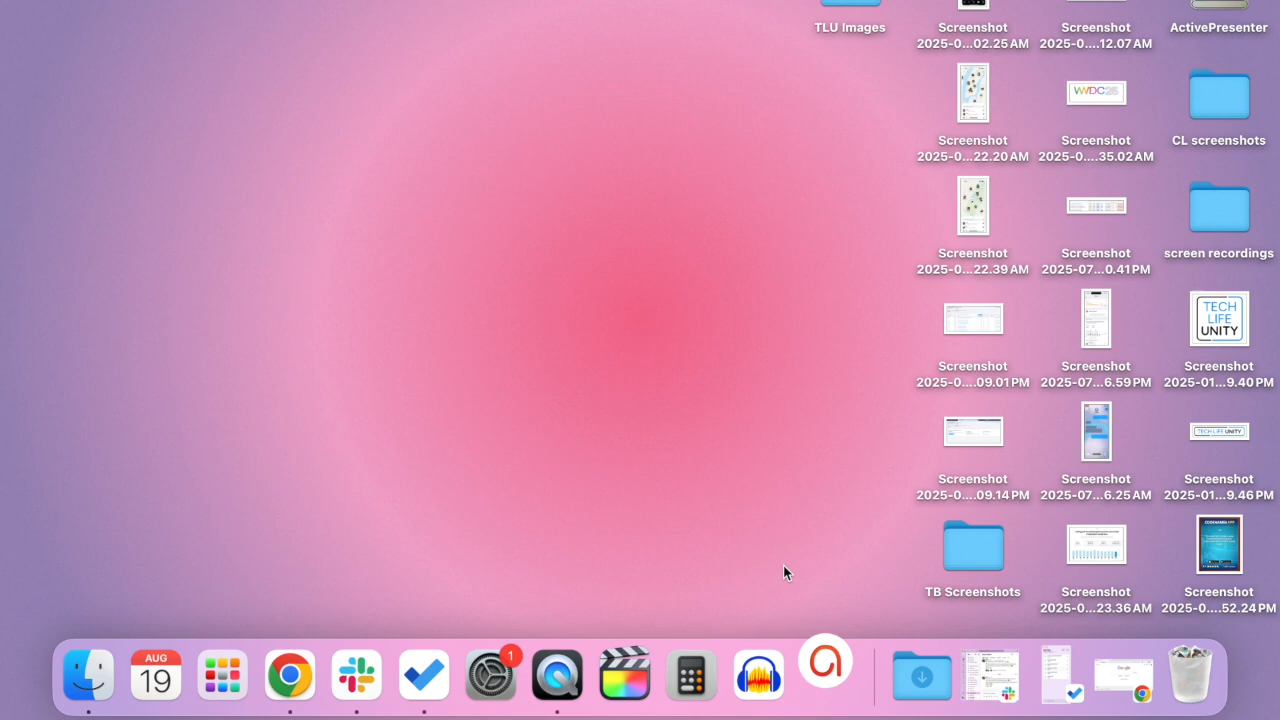 TLU Images
Screenshot
2025-0...02.25 AM
Screenshot
2025-0....12.07 AM
ActivePresenter
Screenshot
2025-0...22.20 AM
WWDC25
Screenshot
2025-0....35.02 AM
CL screenshots
Screenshot
2025-0...22.39 AM
Screenshot
2025-07...0.41 PM
screen recordings
Screenshot
2025-0....09.01 PM
Screenshot
2025-07...6.59 PM
TECH
LIFE
UNITY
Screenshot
2025-01...9.40 PM
Screenshot
2025-0....09.14 PM
Screenshot
2025-07...6.25 AM
TECH LIFE UNITY
Screenshot
2025-01...9.46 PM
TB Screenshots
Screenshot
2025-0...23.36 AM
Screenshot
2025-0....52.24 PM
AUG
19
1
Google